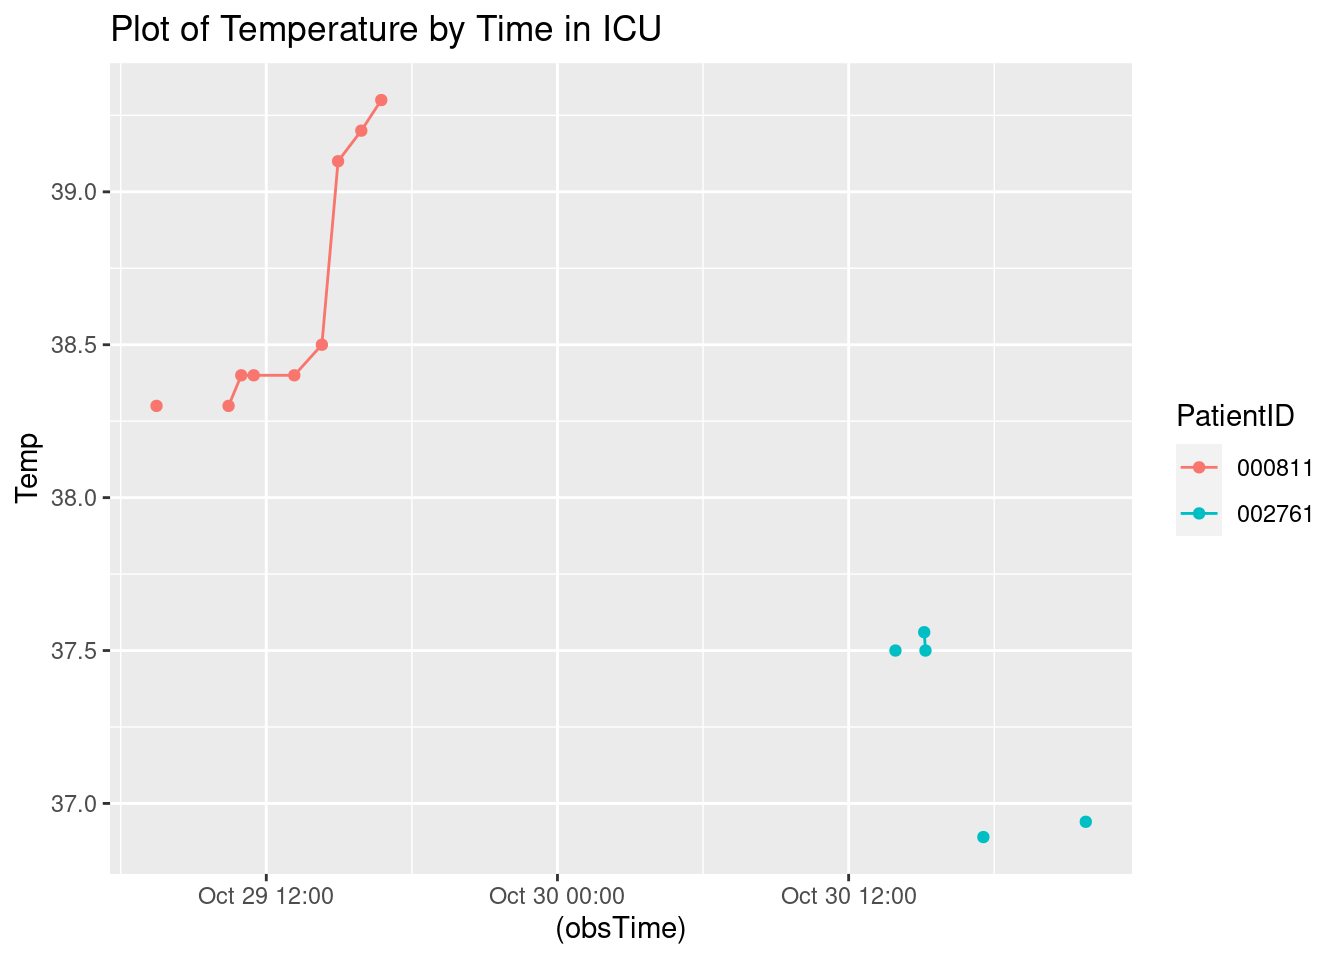 Plot of Temperature by Time in ICU
39.0
38.5
38.0
37.5
37.0
Temp
Oct 29 12:00
Oct 30 00:00
Oct 30 12:00
(obsTime)
PatientID
000811
002761